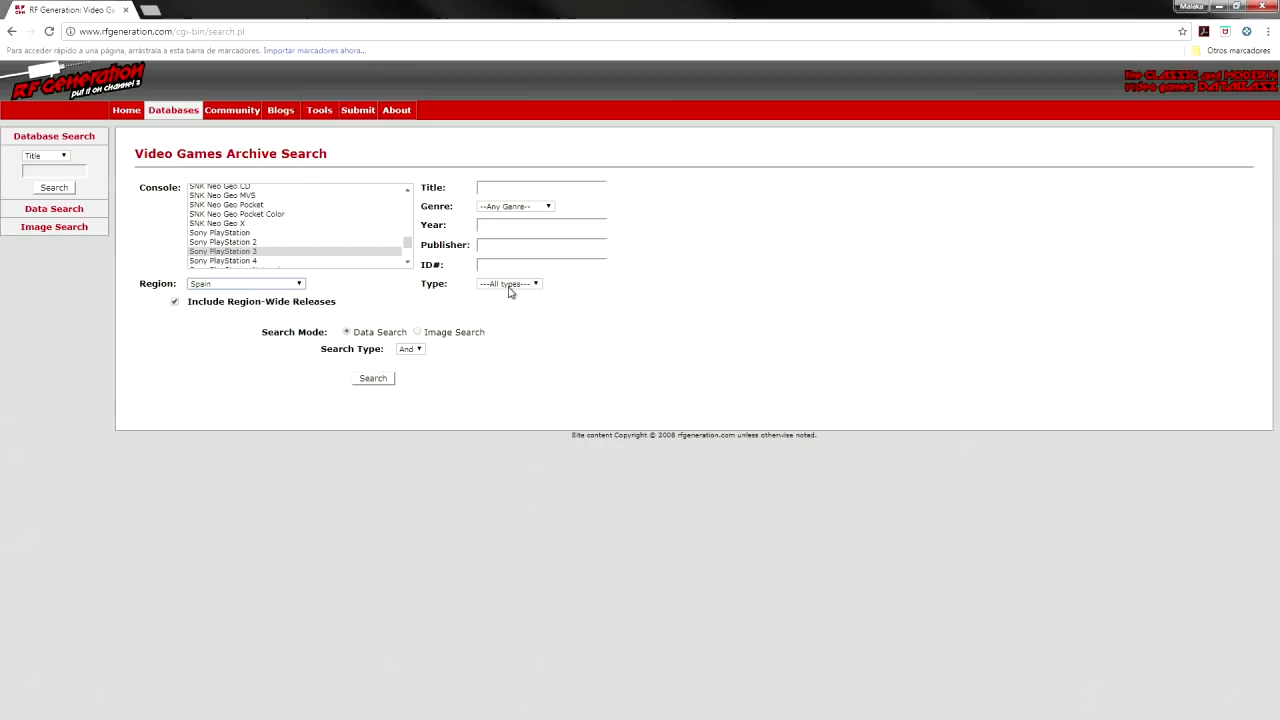 RF Generation: Video Ga
Malaka
www.rfgeneration.com/cgi-bin/search.pl
Para acceder rápido a una página, arrástrala a esta barra de marcadores. Importar marcadores ahora...
Otros marcadores
RF Generation
put it on channel 3
the CLASSIC and MODERN
video games DATABASE
Home Databases Community Blogs Tools Submit About
Database Search
Title
Search
Data Search
Image Search
Video Games Archive Search
Console:
SNK Neo Geo CD
SNK Neo Geo MVS
SNK Neo Geo Pocket
SNK Neo Geo Pocket Color
SNK Neo Geo X
Sony PlayStation
Sony PlayStation 2
Sony PlayStation 3
Sony PlayStation 4
Title:
Genre: --Any Genre--
Year:
Publisher:
ID#:
Region: Spain
Type: ---All types---
Include Region-Wide Releases
Search Mode: Data Search Image Search
Search Type: And
Search
Site content Copyright © 2008 rfgeneration.com unless otherwise noted.